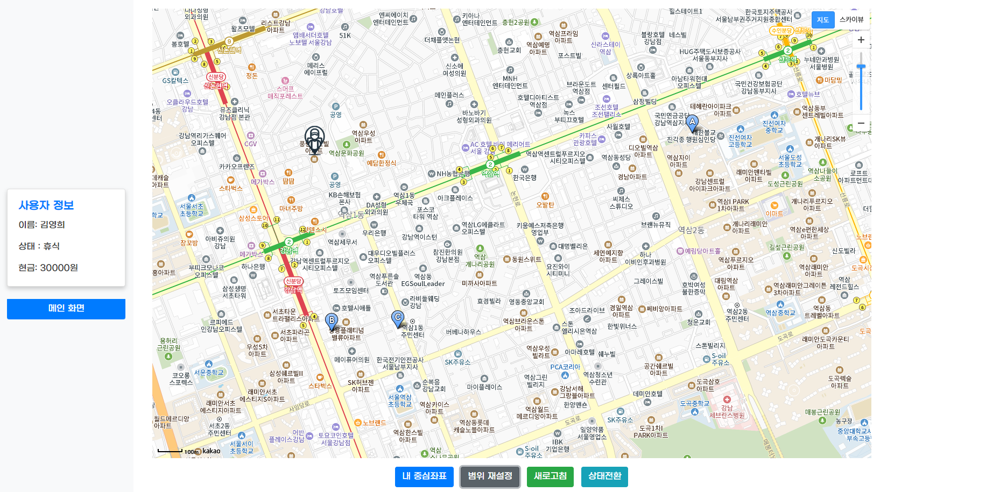 사용자 정보
이름: 김영희
상태 : 휴식
현금: 30000원
메인 화면
지도
스카이뷰
왈츠모텔
리스트강남
아파트
강남호텔
엔씨에이치
엔터테인먼트
키아나
엔터테인먼트
충현2공원
힐스테이트1
한국토지주택공사
서울남부권주거지원종합센터
수인분당
봄호텔
앰배서더호텔
노보텔 서울강남
51K
더채플앳논현
역삼프라임
아파트
역삼예명
아파트
신라스테이
역삼
블랑호텔
강남점
네스빌
신논현역
충현교회
포스트빌
HUG주택도시보증공사
서울동부지사
선릉역
누네안과병원
서울병원
GS칼텍스
정돈
메리스
에이프럴
신소애
여성의원
MNH
엔터테인먼트
센터필드
상록아트홀
아남타워현대
오피스텔
국민건강보험공단
강남동부지사
마담밍
신분당
신논현역
스머프
매직포레스트
브라운도트
역삼점
호텔뉴브
오클라우드호텔
강남
메인플러스
호텔디아티스트
역삼점
삼정빌딩
뮤즈클리닉
강남점 본관
공영
바노바기
성형외과의원
녹스
부띠끄호텔
조선호텔
조선팰리스
테헤란아이파크
아파트
역삼동부
센트레빌아파트
국민연금공단
강남역삼지사
진선여자
중학교
강남역리가스퀘어
오피스텔
CGV
역삼우성
아파트
역삼문화공원
AC 호텔 바이 메리어트
서울 강남
카파스
관광호텔
사월호텔
A
대한불교
진각종 행원심인당
진선여자
고등학교
개나리SK뷰
아파트
디오빌역삼
아파트
서울도성
초등학교
카카오프렌즈
예담한정식
역삼역센트럴푸르지오
시티오피스텔
역삼동성당
역삼자이
아파트
래미안펜타빌
아파트
역삼나들이
소공원
메가박스
땀땀
공영
NH농협은행
역삼역
한국은행
경남아파트
강남센트럴
아이파크아파트
도성근린공원
스타벅스
KB손해보험
본사
역삼1동
우체국
아크플레이스
논현로
오발탄
씨제스
스튜디오
서울서초
초등학교
마녀주방
DA성형
외과의원
포스코
타워 역삼
역삼I PARK
1차아파트
이마트
개나리푸르지오
아파트
삼성스토어
역삼1동
역삼LG에클라트
오피스텔
키움예스저축은행
영업부
브랜뉴뮤직
개나리래미안
아파트
장꼬방
아비쥬의원
강남
우리은행
강남역이스턴
역삼2동
역삼e편한세상
아파트
메가박스
강남역
역삼세무서
참진한의원
강남본점
역삼
개나리공원
대명벨리온
세연예지향
아파트
하나
이비인후과병원
예림당아트홀
길섶근린공원
신도빌라
부띠크모나코
오피스텔
하나은행
강남역센트럴푸르지오
시티오피스텔
대우디오빌플러스
오피스텔
동원스위트
요진와이
시티미니
역삼푸르지오
아파트
역삼래미안
아파트
삼성생명
서초타워
신분당
강남역
역삼푸른솔
도서관
역삼동
EGSoulLeader
미까사아파트
그레이스빌
호박여성
불한증막
대림역삼
아파트
역삼래미안그레이튼
3차아파트
역삼
레전드힐스
토즈모임센터
라비돌웨딩
강남
효경빌라
영동중앙교회
서초타운
트라팰리스아파트
호텔시애틀
조아드라이브
경일역삼
아파트
쎄비앙아파트
역삼2동
주민센터
역삼중학교
역삼동
트레벨아파트
르피에드
인강남오피스텔
B
C
서초파라곤
아파트
쌍용플래티넘
밸류아파트
역삼1동
주민센터
버베나하우스
역삼브라운스톤
아파트
스톤
엘리시온역삼
한빛위너스
청운교회
도곡로
래미안도곡카운티
아파트
용허리
근린공원
우성5차
아파트
메이퓨어의원
한국전기안전공사
서울남부지사
SK주유소
역삼우성
빌라트
아마레호텔
쉐누빌
스톤빌리지
S-oil
주유소
코오롱
스포렉스
서운중학교
삼성쉐르빌II
아파트
스타벅스
SK허브젠
아파트
순복음
강남교회
마이플레이스
PCA코리아
역삼그린
빌리지
역삼청소년
수련관
공간쉐르빌
아파트
도곡렉슬
아파트
래미안서초
에스티지S아파트
래미안서초
에스티지아파트
사임당로
서울역삼
초등학교
역삼카이스
아파트
강남서해
그랑블아파트
한양맨숀
데미안호텔
도곡삼호
아파트
도곡중학교
강남
세브란스병원
월드메르디앙
아파트
서초2동
주민센터
노브랜드
역삼동롯데
캐슬노블아파트
역삼월드
메르디앙아파트
도곡로
SK주유소
매봉근린공원
농구장
서울서이
초등학교
어반
플레이스강남
토요코인호텔
서울강남점
역삼한스빌
아파트
일양약품
서울영업소
도곡1차I
PARK아파트
IBK
기업은행
S-oil
주유소
역삼
100m
kakao
내 중심좌표
범위 재설정
새로고침
상태전환